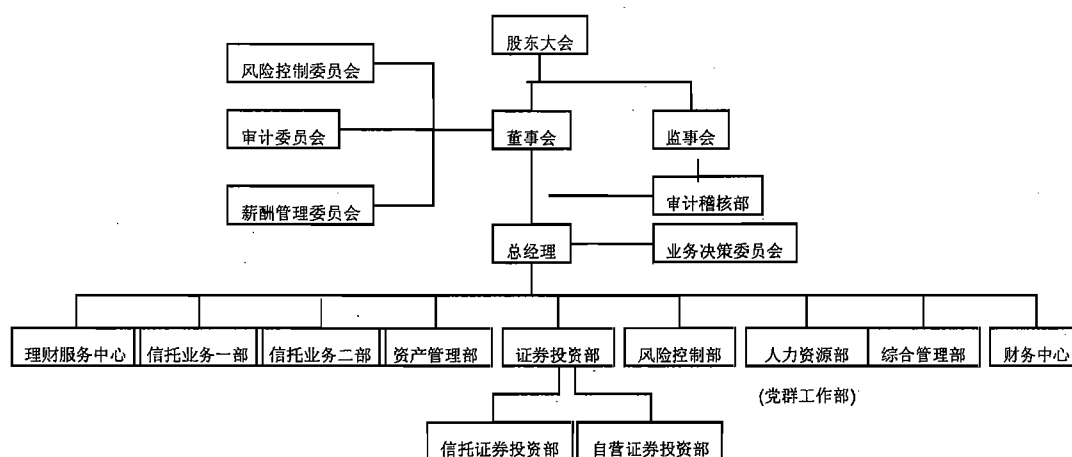 股东大会
风险控制委员会
审计委员会
董事会
监事会
薪酬管理委员会
审计稽核部
总经理
业务决策委员会
理财服务中心
信托业务一部
信托业务二部
资产管理部
证券投资部
风险控制部
人力资源部
综合管理部
财务中心
(党群工作部)
信托证券投资部
自营证券投资部